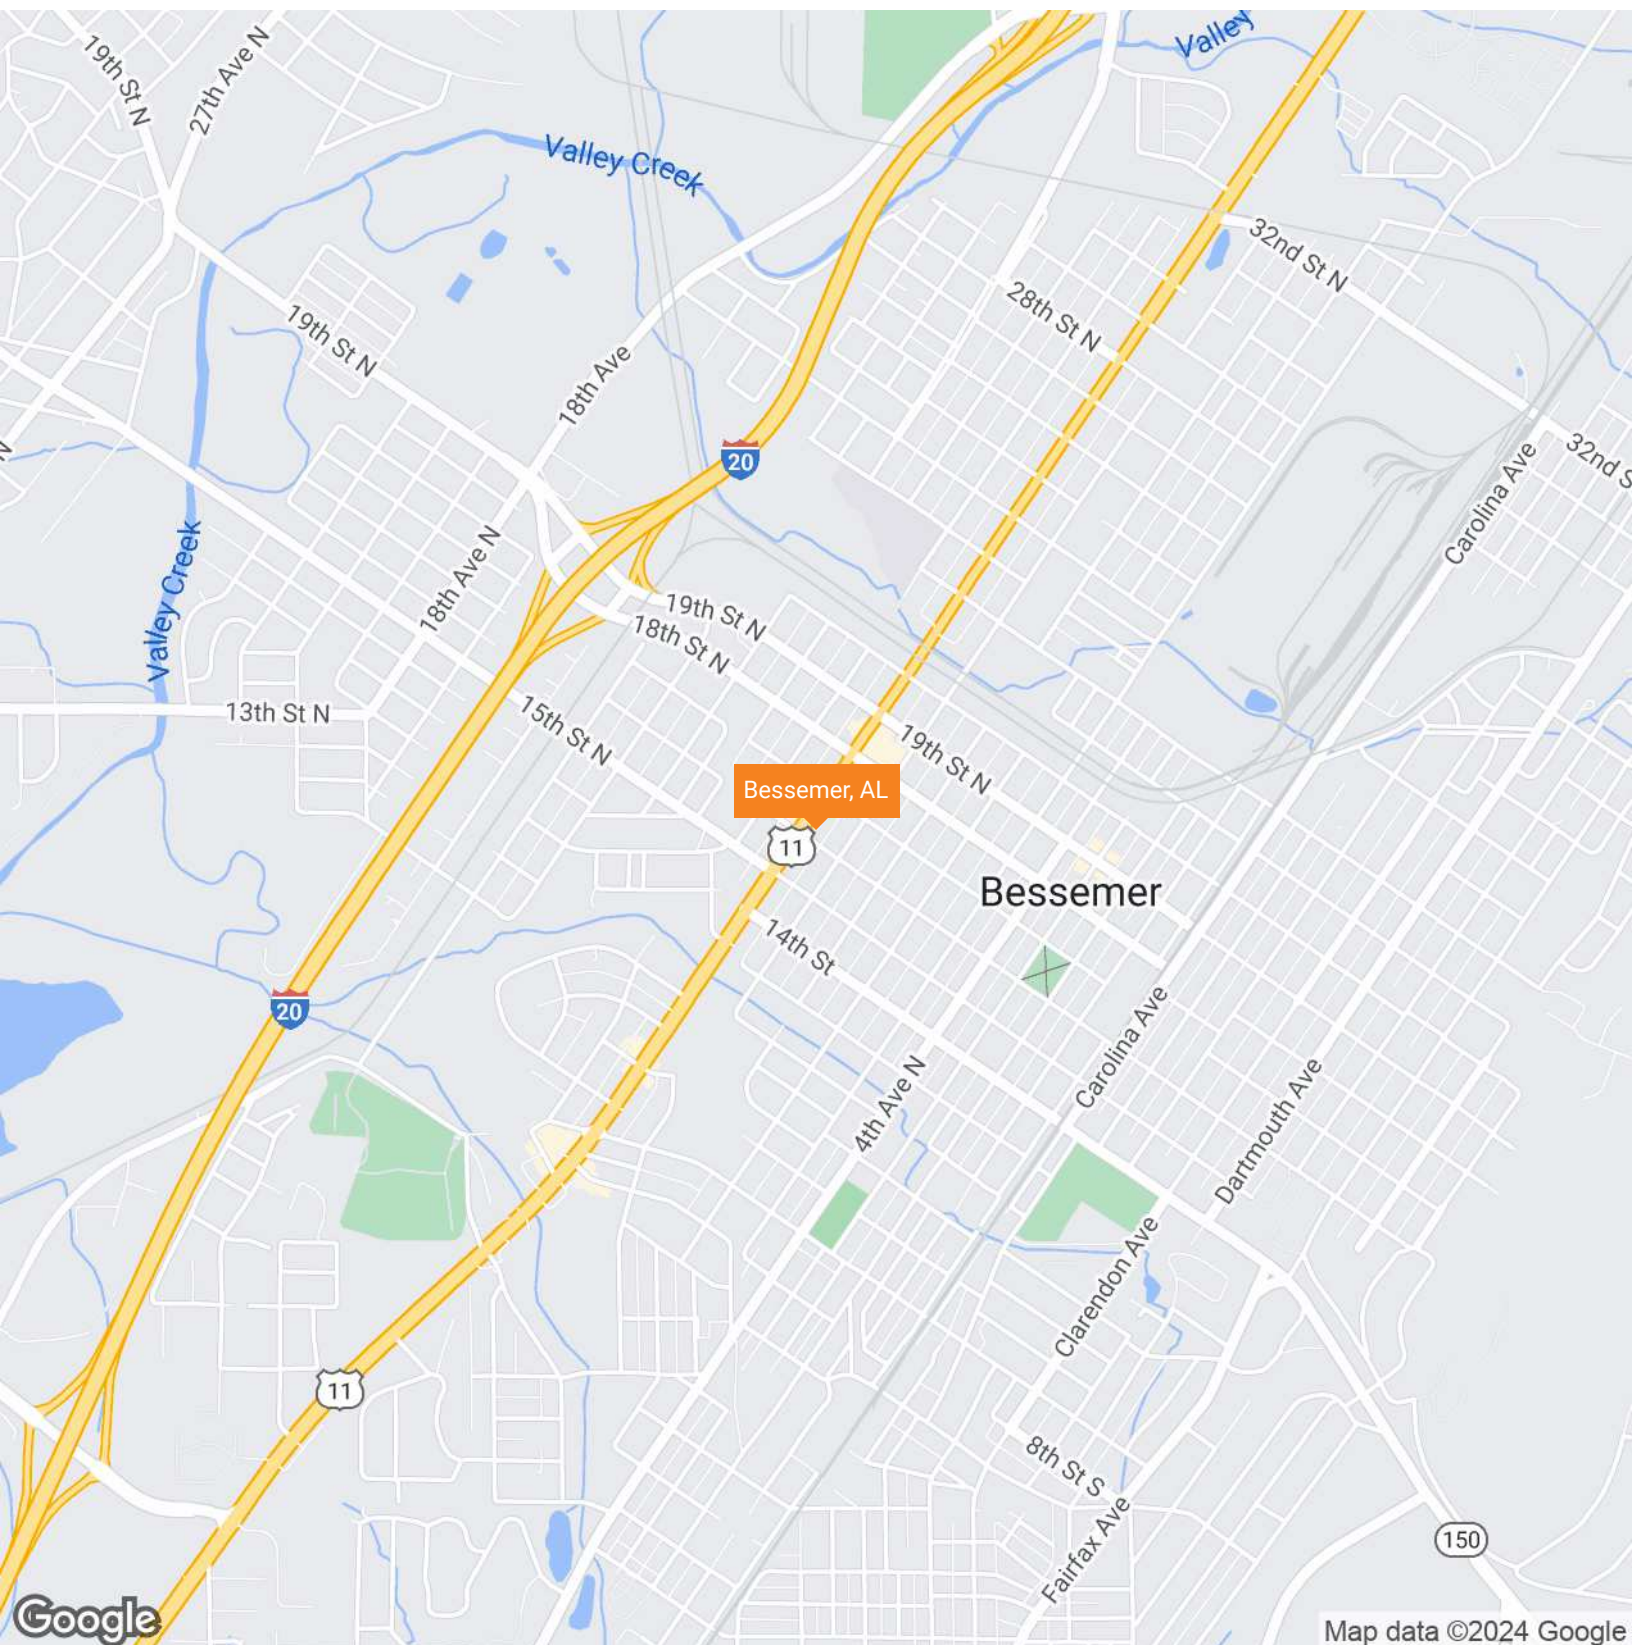 Valley
19th St N
27th Ave N
Valley Creek
32nd St N
28th St N
19th St N
18th Ave
20
32nd S
Carolina Ave
18th Ave N
Valley Creek
19th St N
18th St N
13th St N
15th St N
19th St N
Bessemer, AL
11
Bessemer
14th St
20
Carolina Ave
4th Ave N
Dartmouth Ave
Clarendon Ave
11
8th St S
Fairfax Ave
150
Google
Map data ©2024 Google